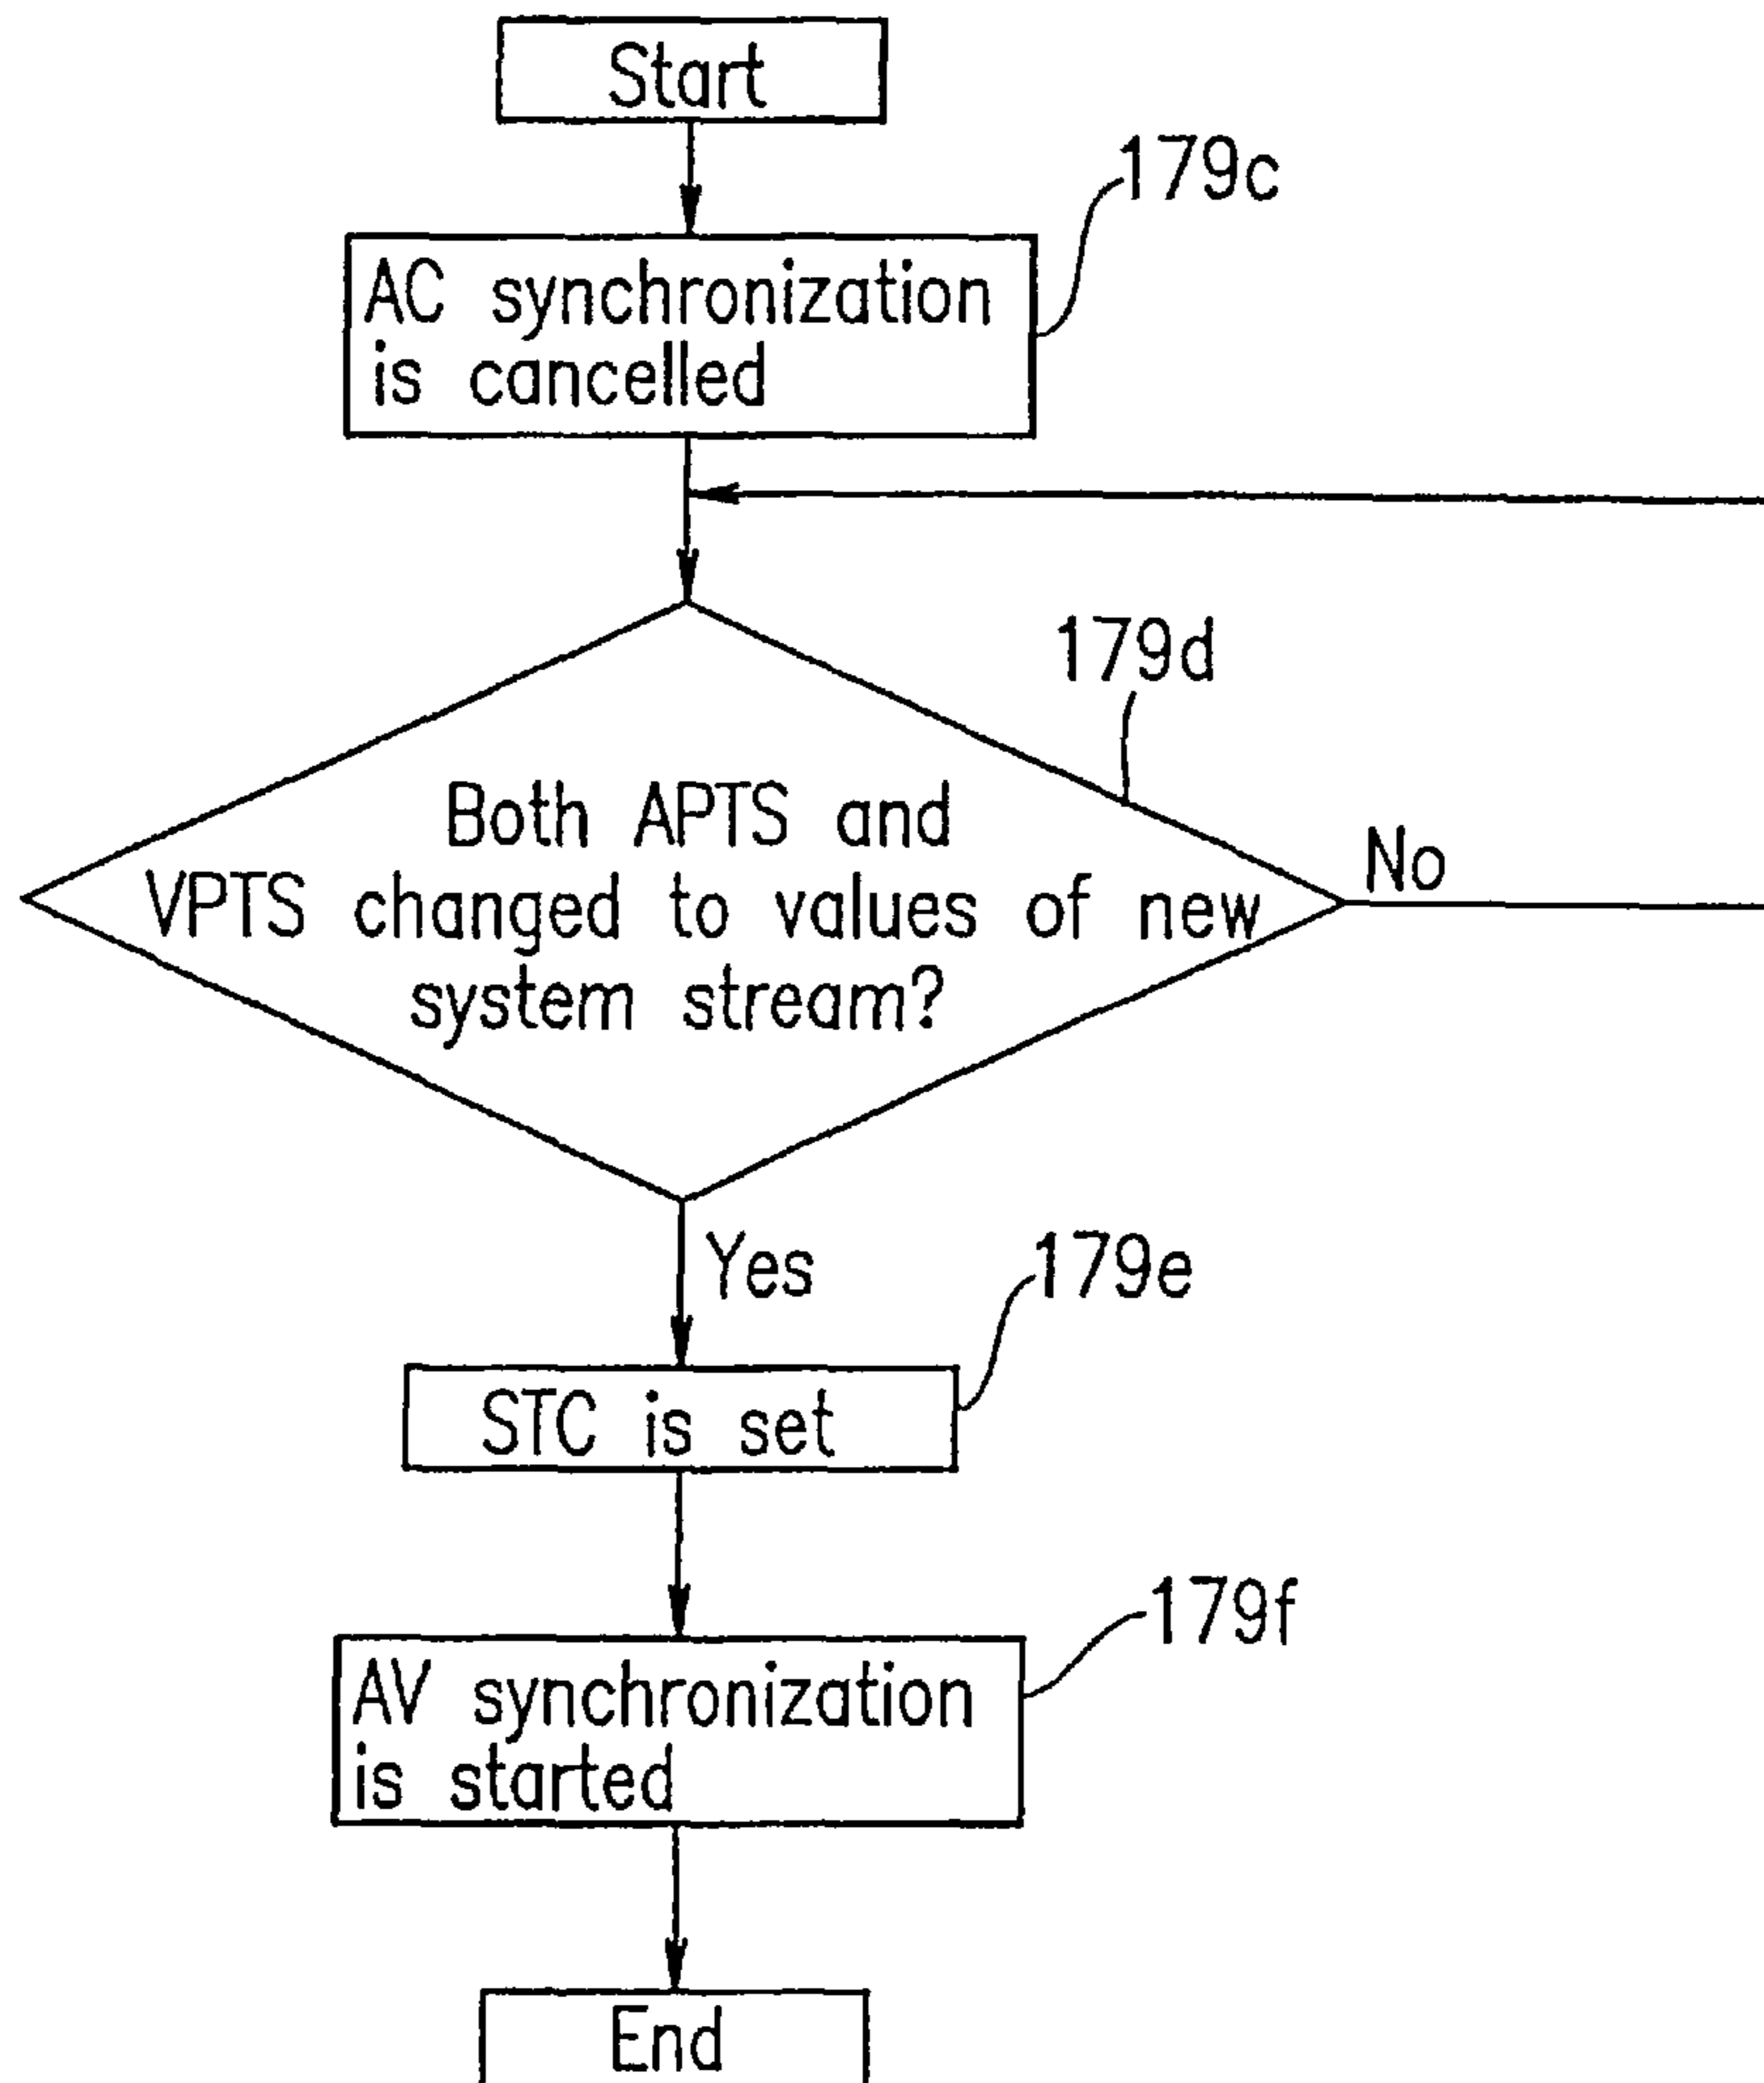 Start
179c
AC synchronization
is cancelled
179d
Both APTS and
No
VPTS changed to values of new
system stream?
Yes
179e
STC is set
179f
AV synchronization
is started
End